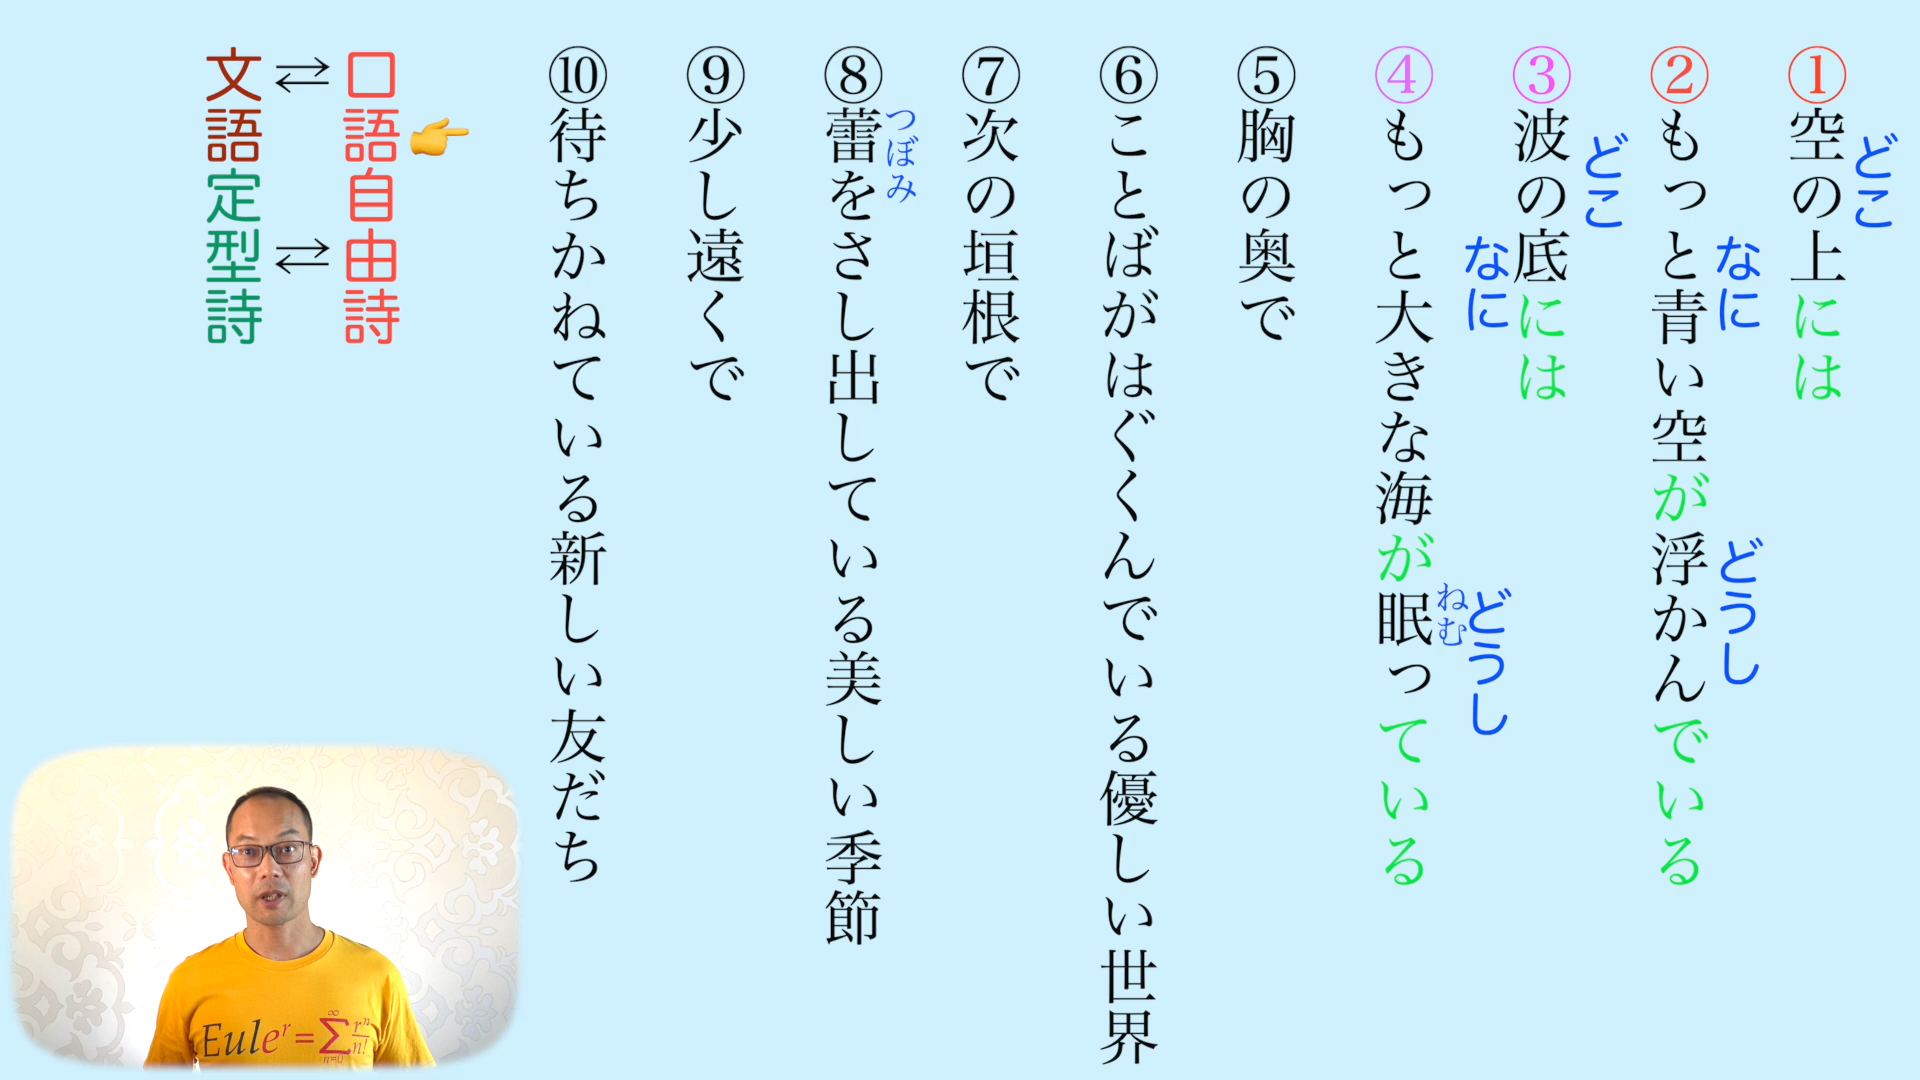 ①空の上には
どこ
②もっと青い空が浮かんでいる
なに
どうし
③波の底には
どこ
④もっと大きな海が眠っている
なに
ねむ
どうし
⑤胸の奥で
⑥ことばがはぐくんでいる優しい世界
⑦次の垣根で
⑧蕾をさし出している美しい季節
つぼみ
⑨少し遠くで
⑩待ちかねている新しい友だち
👉
口語自由詩
⇄ ⇄
文語定型詩
Euleʳ=∑ rⁿ/n!
∞
n=0